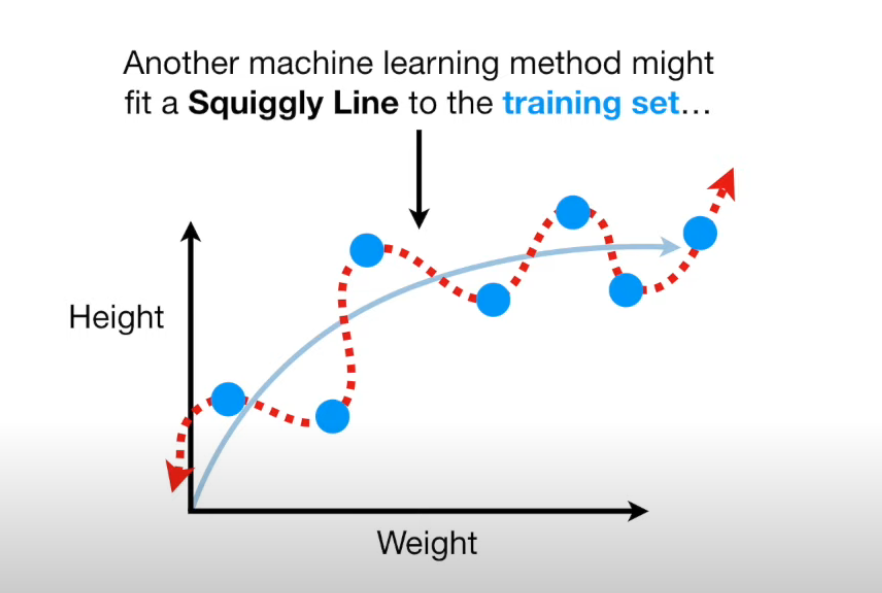 Another machine learning method might
fit a Squiggly Line to the training set...
Height
Weight